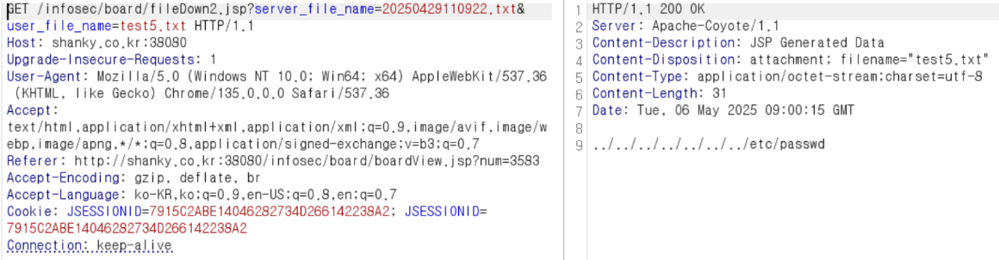 GET /infosec/board/fileDown2.jsp?server_file_name=20250429110922.txt&
user_file_name=test5.txt HTTP/1.1
Host: shanky.co.kr:38080
Upgrade-Insecure-Requests: 1
User-Agent: Mozilla/5.0 (Windows NT 10.0; Win64; x64) AppleWebKit/537.36
(KHTML, like Gecko) Chrome/135.0.0.0 Safari/537.36
Accept:
text/html,application/xhtml+xml,application/xml;q=0.9,image/avif,image/w
ebp,image/apng,*/*;q=0.8,application/signed-exchange;v=b3;q=0.7
Referer: http://shanky.co.kr:38080/infosec/board/boardView.jsp?num=3583
Accept-Encoding: gzip, deflate, br
Accept-Language: ko-KR,ko;q=0.9,en-US;q=0.8,en;q=0.7
Cookie: JSESSIONID=7915C2ABE14046282734D266142238A2; JSESSIONID=
7915C2ABE14046282734D266142238A2
Connection: keep-alive
1 HTTP/1.1 200 OK
2 Server: Apache-Coyote/1.1
3 Content-Description: JSP Generated Data
4 Content-Disposition: attachment; filename="test5.txt"
5 Content-Type: application/octet-stream;charset=utf-8
6 Content-Length: 31
7 Date: Tue, 06 May 2025 09:00:15 GMT
8
9 ../../../../../../../etc/passwd